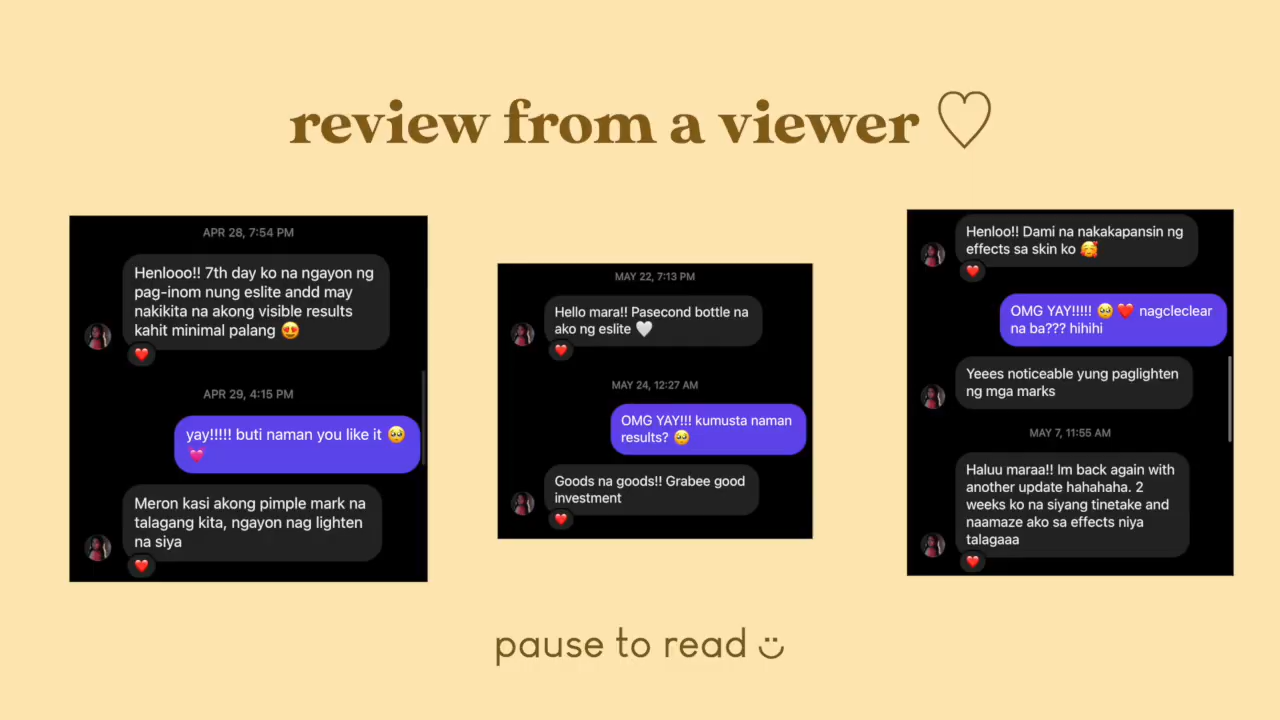 review from a viewer ♡
APR 28, 7:54 PM
Henlooo!! 7th day ko na ngayon ng
pag-inom nung eslite andd may
nakikita na akong visible results
kahit minimal palang 😍
❤️
APR 29, 4:15 PM
yay!!!!! buti naman you like it 🥺
💗
Meron kasi akong pimple mark na
talagang kita, ngayon nag lighten
na siya
❤️
MAY 22, 7:13 PM
Hello mara!! Pasecond bottle na
ako ng eslite 🤍
❤️
MAY 24, 12:27 AM
OMG YAY!!! kumusta naman
results? 🥺
Goods na goods!! Grabee good
investment
❤️
Henloo!! Dami na nakakapansin ng
effects sa skin ko 🥰
❤️
OMG YAY!!!!! 🥺 ❤️ nagcleclear
na ba??? hihihi
Yeees noticeable yung paglighten
ng mga marks
MAY 7, 11:55 AM
Haluu maraa!! Im back again with
another update hahahaha. 2
weeks ko na siyang tinetake and
naamaze ako sa effects niya
talagaaa
❤️
pause to read